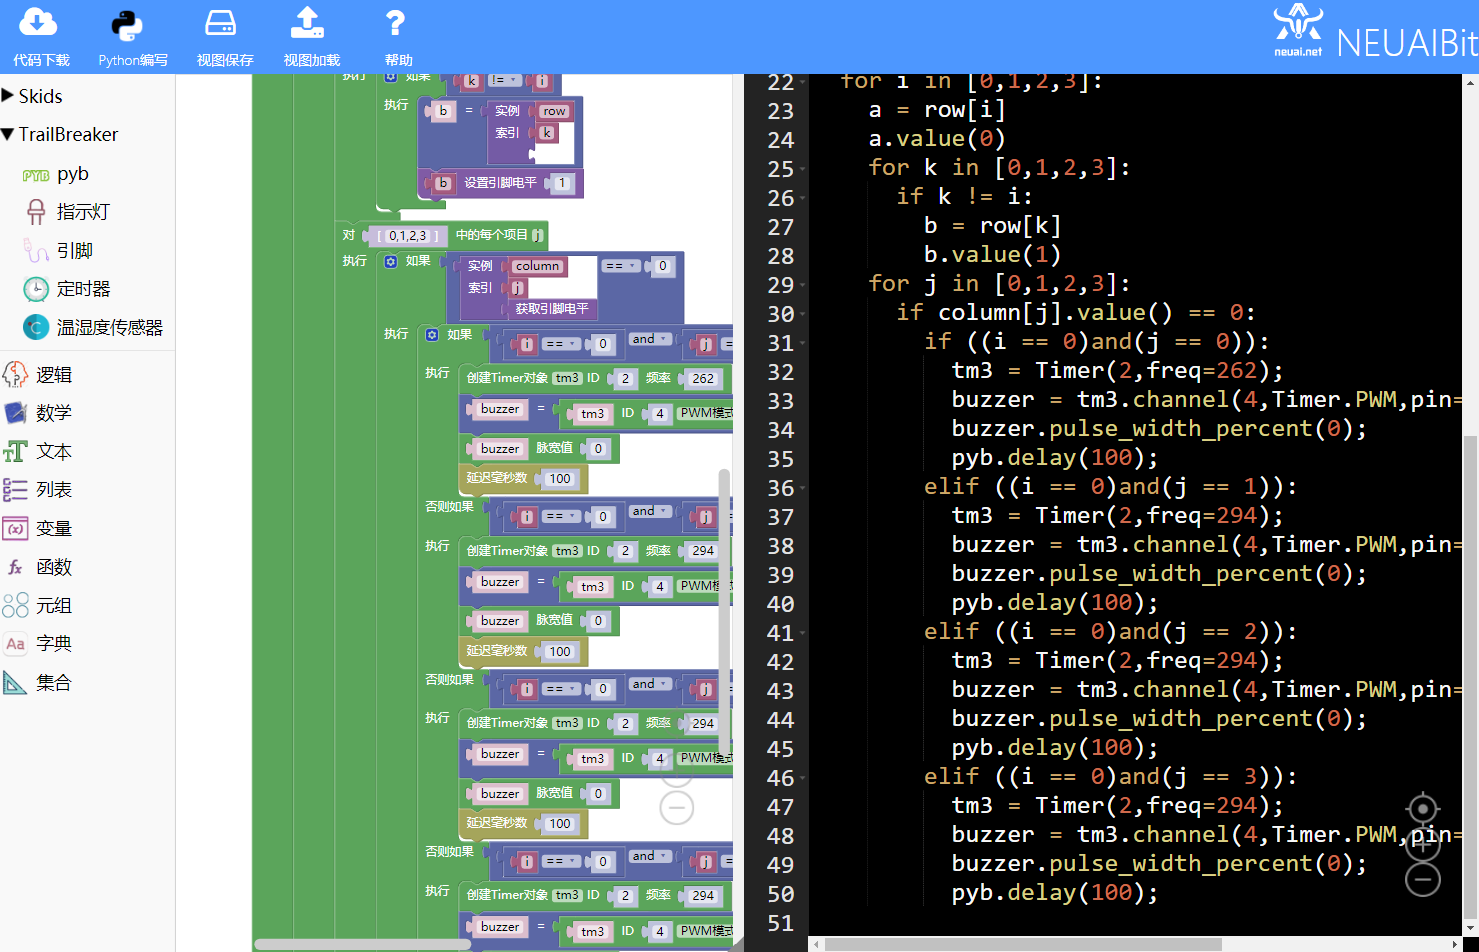 代码下载
Python编写
视图保存
视图加载
帮助
neuai.net
NEUAIBit
Skids
TrailBreaker
PYB pyb
指示灯
引脚
定时器
温湿度传感器
逻辑
数学
文本
列表
(x) 变量
fx 函数
元组
Aa 字典
集合
执行 如果 k != i
执行 b = 实例 row
索引 k
b 设置引脚电平 1
对 [ 0,1,2,3 ] 中的每个项目 j
执行 如果 实例 column == 0
索引 j
获取引脚电平
执行 如果 i == 0 and j =
执行 创建Timer对象 tm3 ID 2 频率 262
buzzer = tm3 ID 4 PWM模式
buzzer 脉宽值 0
延迟毫秒数 100
否则如果 i == 0 and j =
执行 创建Timer对象 tm3 ID 2 频率 294
buzzer = tm3 ID 4 PWM模式
buzzer 脉宽值 0
延迟毫秒数 100
否则如果 i == 0 and j =
执行 创建Timer对象 tm3 ID 2 频率 294
buzzer = tm3 ID 4 PWM模式
buzzer 脉宽值 0
延迟毫秒数 100
否则如果 i == 0 and j =
执行 创建Timer对象 tm3 ID 2 频率 294
buzzer = tm3 ID 4 PWM模式
22 for i in [0,1,2,3]:
23 a = row[i]
24 a.value(0)
25 for k in [0,1,2,3]:
26 if k != i:
27 b = row[k]
28 b.value(1)
29 for j in [0,1,2,3]:
30 if column[j].value() == 0:
31 if ((i == 0)and(j == 0)):
32 tm3 = Timer(2,freq=262);
33 buzzer = tm3.channel(4,Timer.PWM,pin=
34 buzzer.pulse_width_percent(0);
35 pyb.delay(100);
36 elif ((i == 0)and(j == 1)):
37 tm3 = Timer(2,freq=294);
38 buzzer = tm3.channel(4,Timer.PWM,pin=
39 buzzer.pulse_width_percent(0);
40 pyb.delay(100);
41 elif ((i == 0)and(j == 2)):
42 tm3 = Timer(2,freq=294);
43 buzzer = tm3.channel(4,Timer.PWM,pin=
44 buzzer.pulse_width_percent(0);
45 pyb.delay(100);
46 elif ((i == 0)and(j == 3)):
47 tm3 = Timer(2,freq=294);
48 buzzer = tm3.channel(4,Timer.PWM,pin=
49 buzzer.pulse_width_percent(0);
50 pyb.delay(100);
51